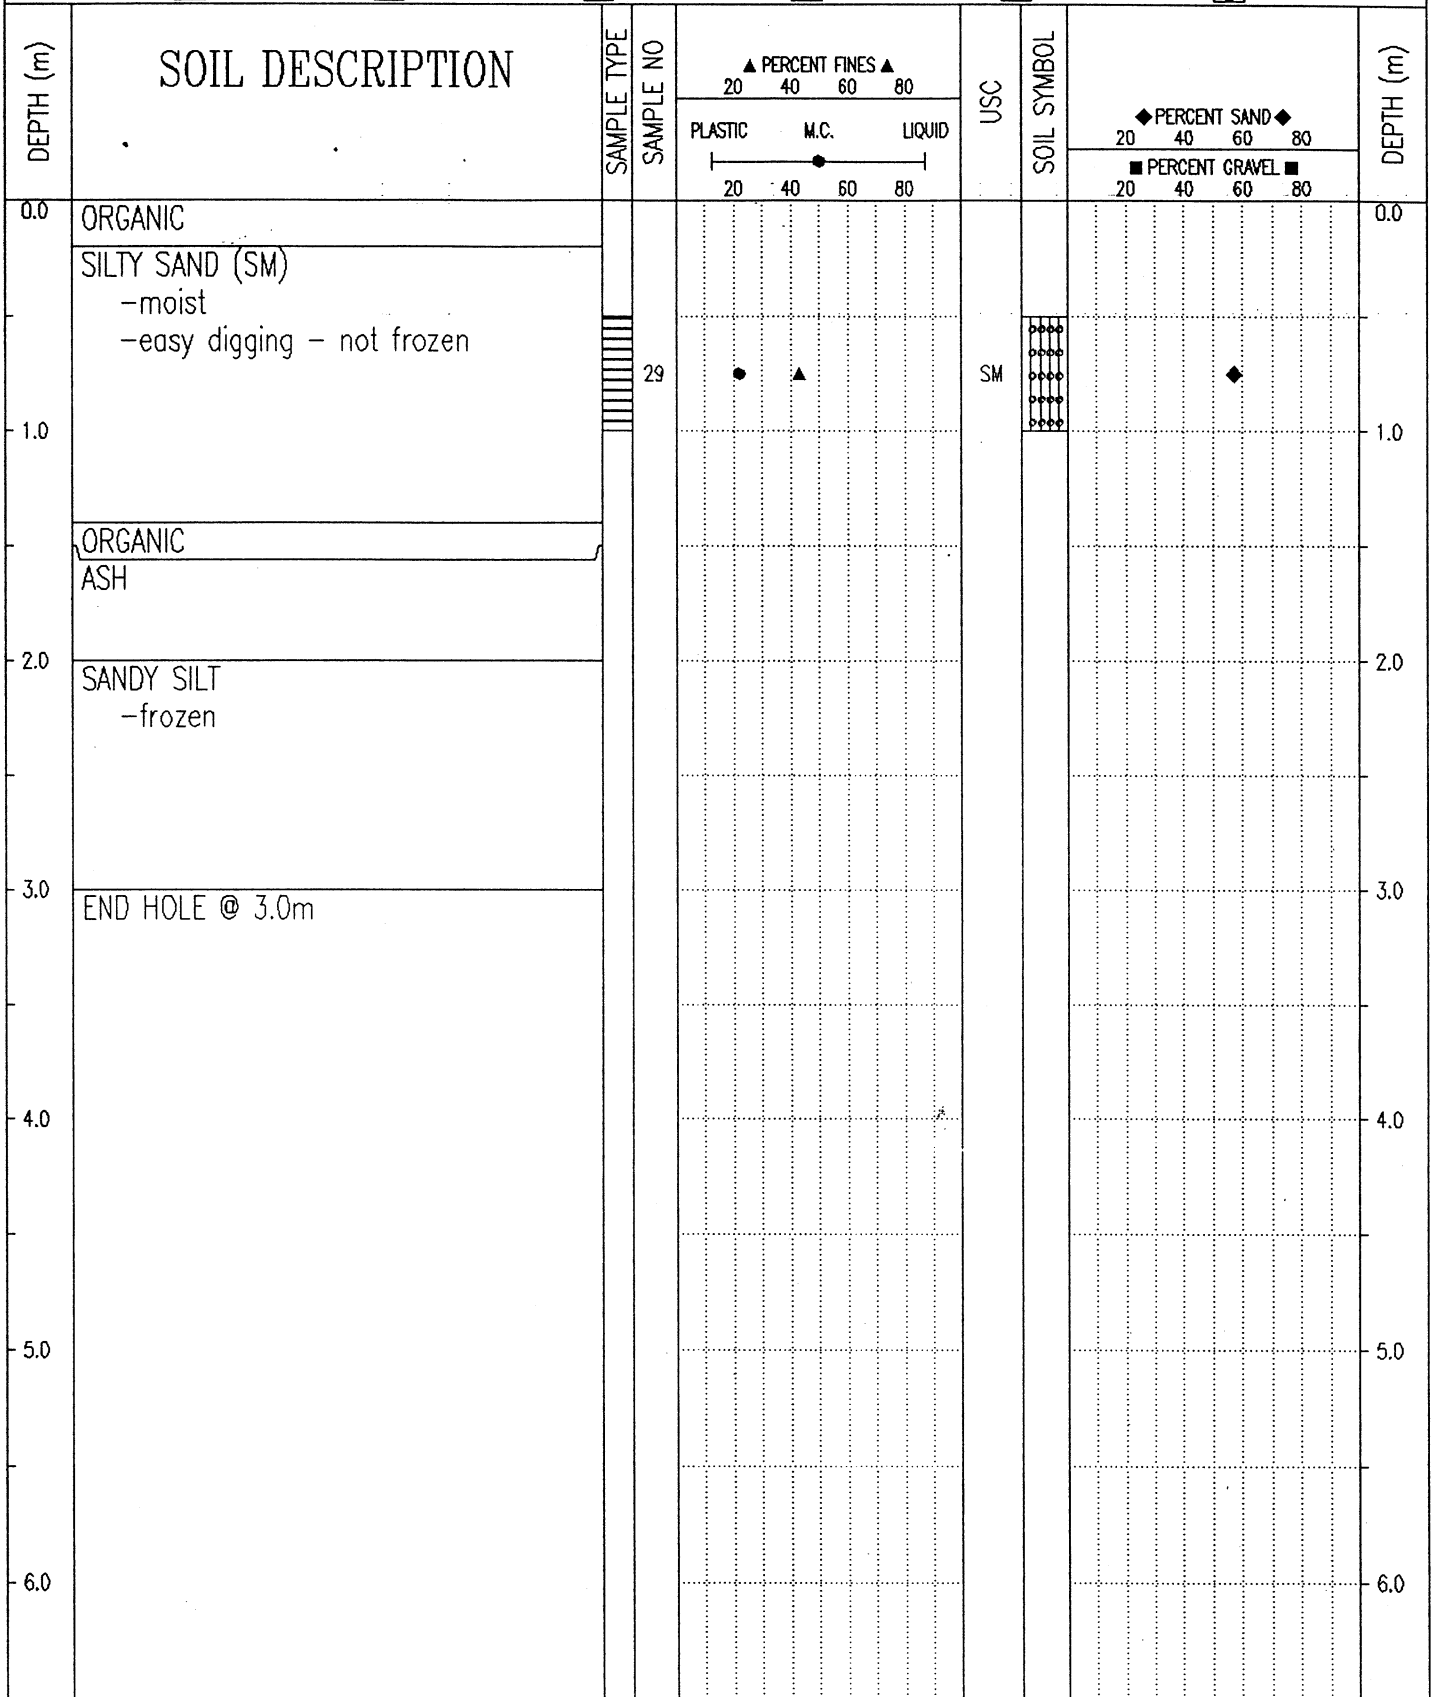 DEPTH (m)
SOIL DESCRIPTION
SAMPLE TYPE
SAMPLE NO
▲ PERCENT FINES ▲
20 40 60 80
PLASTIC M.C. LIQUID
20 40 60 80
USC
SOIL SYMBOL
◆ PERCENT SAND ◆
20 40 60 80
■ PERCENT GRAVEL ■
20 40 60 80
DEPTH (m)
0.0 ORGANIC 0.0
SILTY SAND (SM)
-moist
-easy digging - not frozen
29 SM
1.0 1.0
ORGANIC
ASH
2.0 2.0
SANDY SILT
-frozen
3.0 3.0
END HOLE @ 3.0m
4.0 4.0
5.0 5.0
6.0 6.0